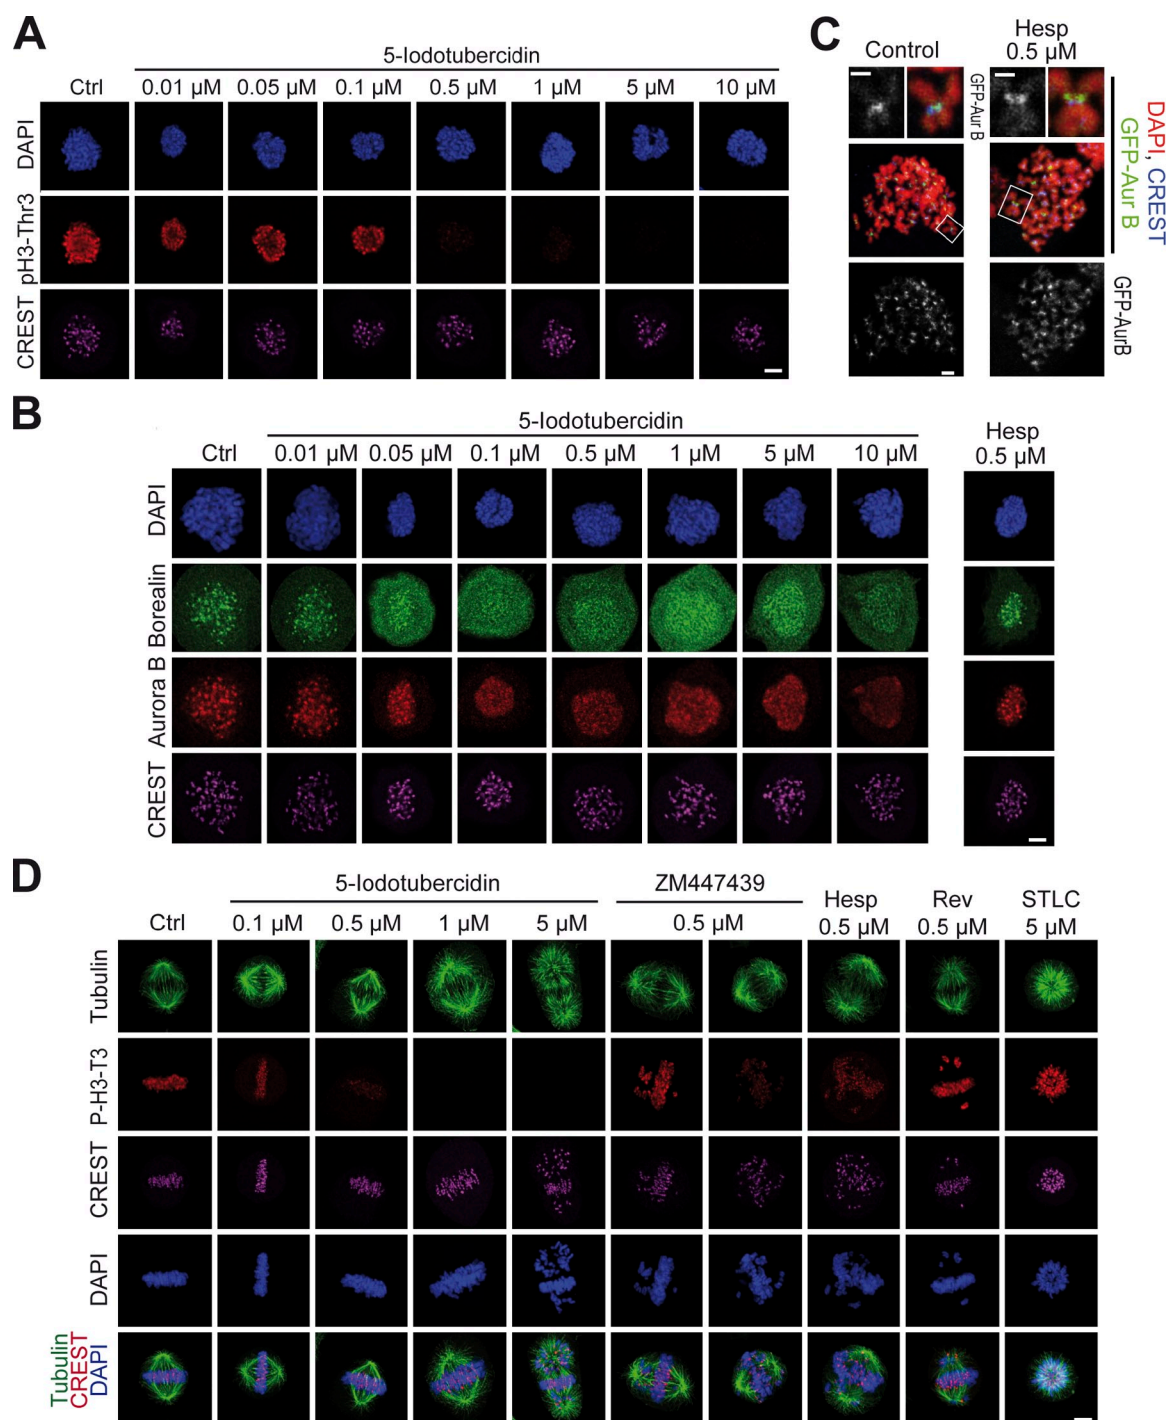 A
5-Iodotubercidin
Ctrl 0.01 µM 0.05 µM 0.1 µM 0.5 µM 1 µM 5 µM 10 µM
DAPI
pH3-Thr3
CREST
C
Control
Hesp
0.5 µM
GFP-Aur B
DAPI, CREST
GFP-Aur B
GFP-AurB
B
5-Iodotubercidin
Ctrl 0.01 µM 0.05 µM 0.1 µM 0.5 µM 1 µM 5 µM 10 µM
Hesp
0.5 µM
DAPI
Borealin
Aurora B
CREST
D
5-Iodotubercidin
ZM447439
Ctrl 0.1 µM 0.5 µM 1 µM 5 µM 0.5 µM
Hesp
0.5 µM
Rev
0.5 µM
STLC
5 µM
Tubulin
P-H3-T3
CREST
DAPI
Tubulin
CREST
DAPI